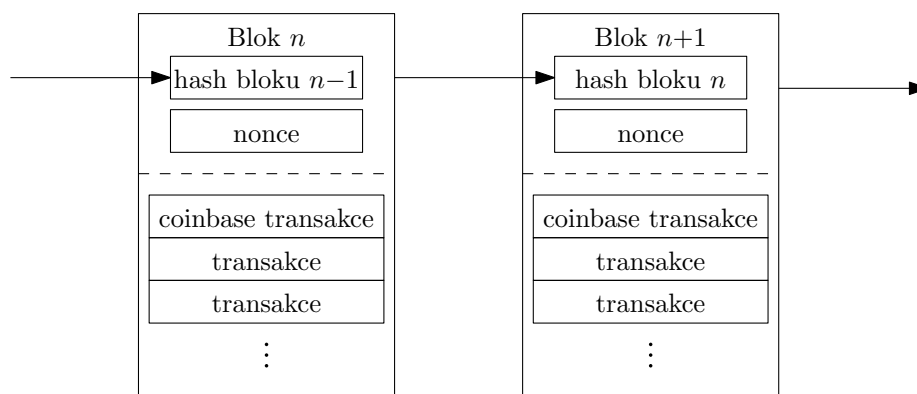 Blok n
hash bloku n−1
nonce
coinbase transakce
transakce
transakce
⋮
Blok n+1
hash bloku n
nonce
coinbase transakce
transakce
transakce
⋮